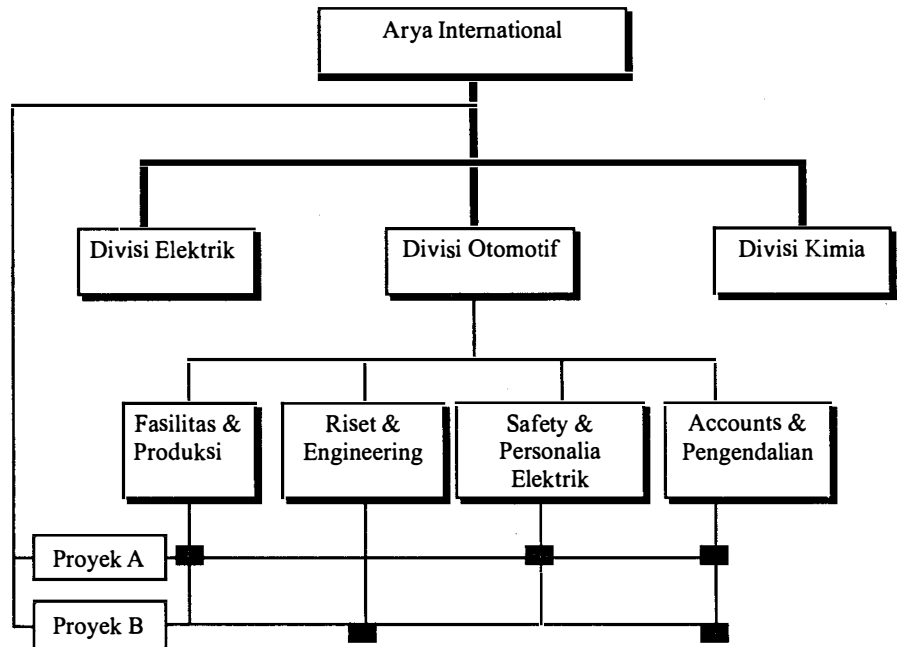 Arya International
Divisi Elektrik
Divisi Otomotif
Divisi Kimia
Fasilitas &
Produksi
Riset &
Engineering
Safety &
Personalia
Elektrik
Accounts &
Pengendalian
Proyek A
Proyek B